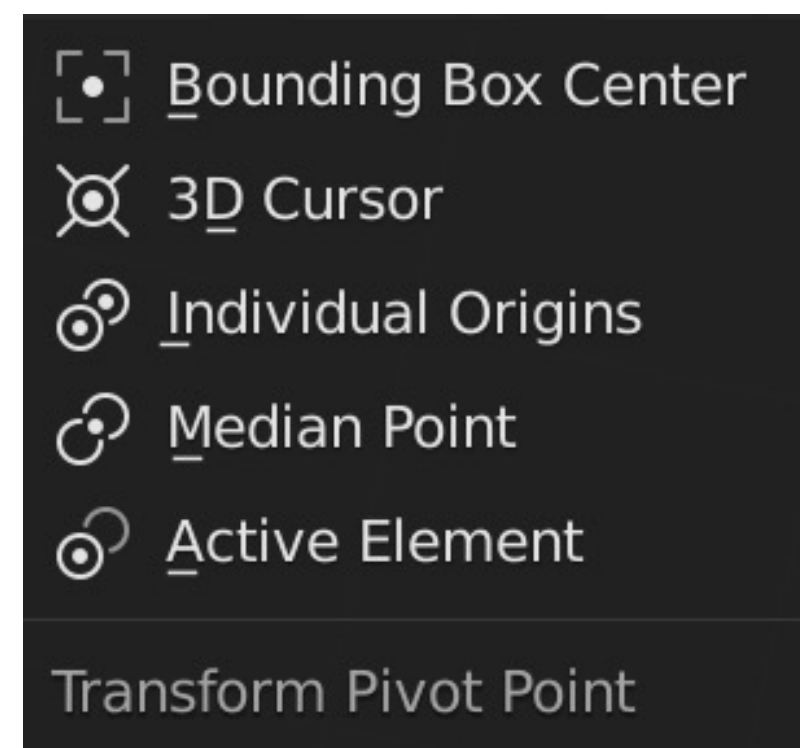 Bounding Box Center
3D Cursor
Individual Origins
Median Point
Active Element
Transform Pivot Point